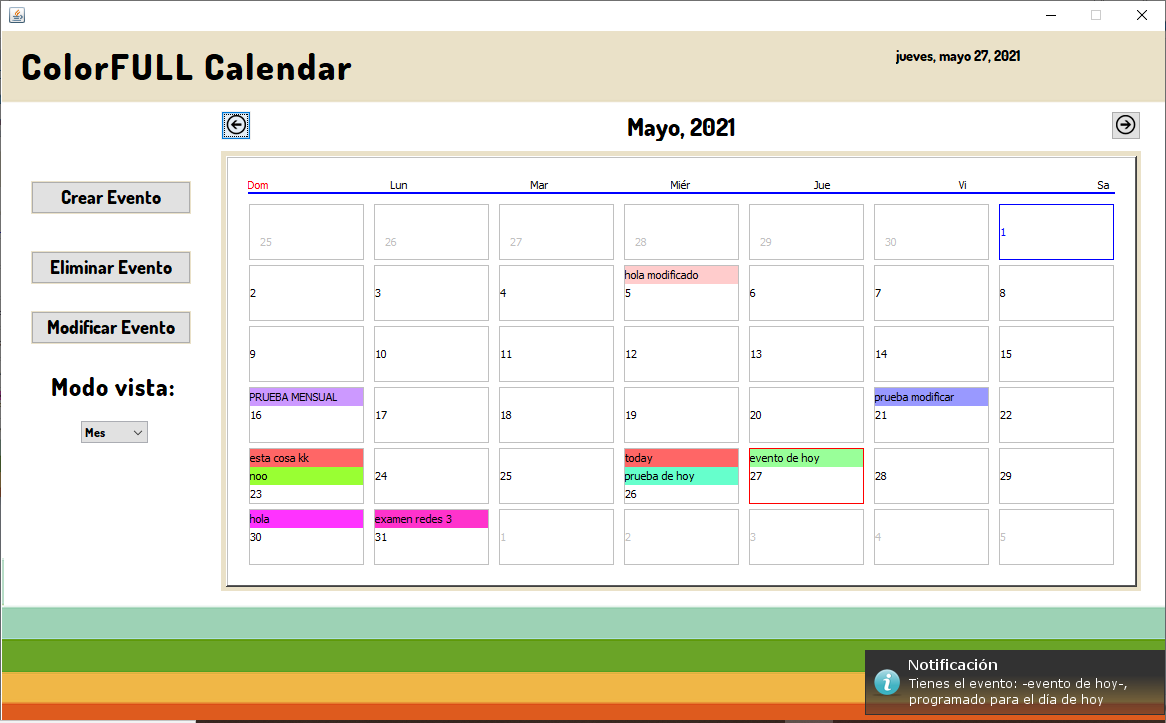 ColorFULL Calendar
jueves, mayo 27, 2021
Mayo, 2021
Crear Evento
Eliminar Evento
Modificar Evento
Modo vista:
Mes
Dom Lun Mar Miér Jue Vi Sa
25 26 27 28 29 30 1
hola modificado
2 3 4 5 6 7 8
9 10 11 12 13 14 15
PRUEBA MENSUAL prueba modificar
16 17 18 19 20 21 22
esta cosa kk today evento de hoy
noo prueba de hoy
23 24 25 26 27 28 29
hola examen redes 3
30 31 1 2 3 4 5
Notificación
Tienes el evento: -evento de hoy-,
programado para el día de hoy